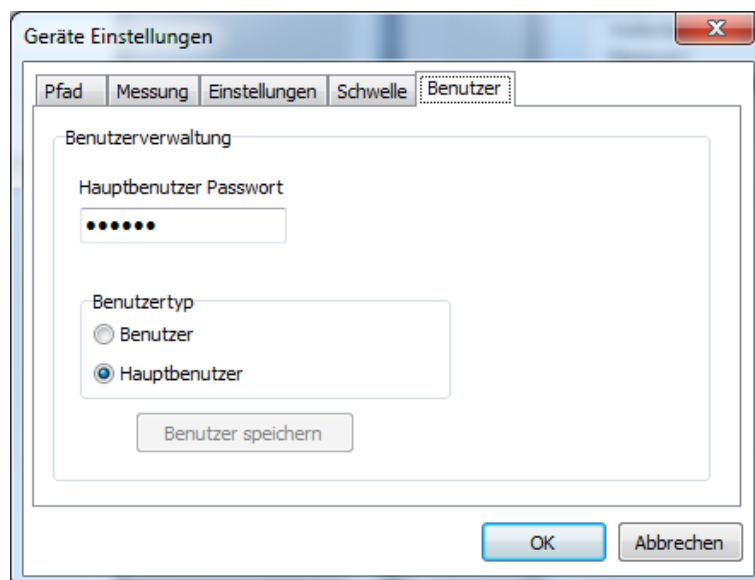 Geräte Einstellungen
X
Pfad Messung Einstellungen Schwelle Benutzer
Benutzerverwaltung
Hauptbenutzer Passwort
••••••
Benutzertyp
Benutzer
Hauptbenutzer
Benutzer speichern
OK Abbrechen